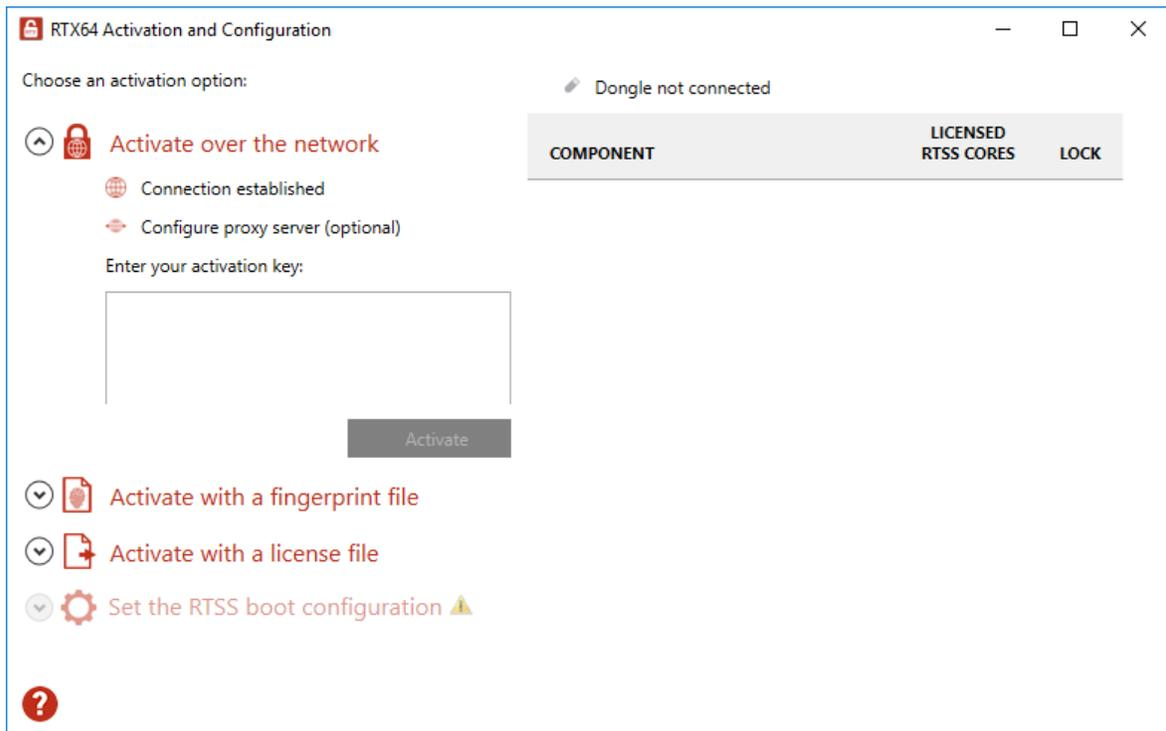 RTX64 Activation and Configuration
Choose an activation option:
Activate over the network
Connection established
Configure proxy server (optional)
Enter your activation key:
Activate
Activate with a fingerprint file
Activate with a license file
Set the RTSS boot configuration
Dongle not connected
COMPONENT
LICENSED
RTSS CORES
LOCK
?